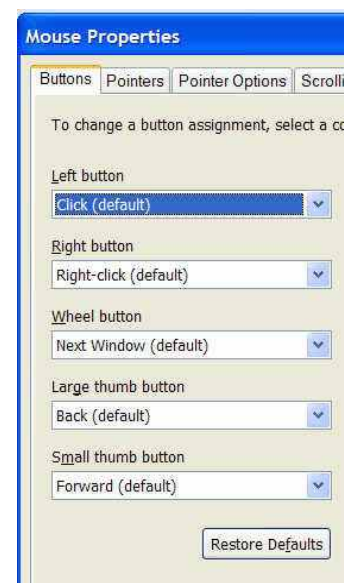 Mouse Properties
Buttons Pointers Pointer Options
To change a button assignment, select a
Left button
Click (default)
Right button
Right-click (default)
Wheel button
Next Window (default)
Large thumb button
Back (default)
Small thumb button
Forward (default)
Restore Defaults